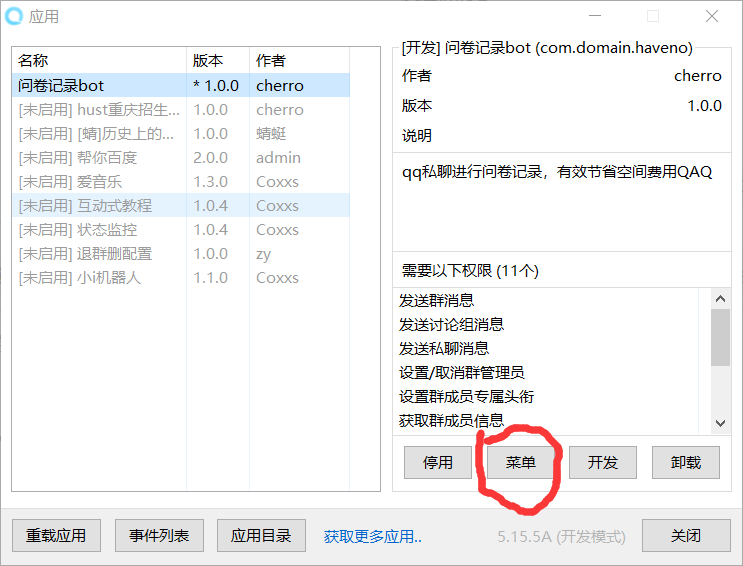 应用
名称 版本 作者
问卷记录bot * 1.0.0 cherro
[未启用] hust重庆招生... 1.0.0 cherro
[未启用] [蜻]历史上的... 1.0.0 蜻蜓
[未启用] 帮你百度 2.0.0 admin
[未启用] 爱音乐 1.3.0 Coxxs
[未启用] 互动式教程 1.0.4 Coxxs
[未启用] 状态监控 1.0.4 Coxxs
[未启用] 退群删配置 1.0.0 zy
[未启用] 小i机器人 1.1.0 Coxxs
[开发] 问卷记录bot (com.domain.haveno)
作者 cherro
版本 1.0.0
说明
qq私聊进行问卷记录，有效节省空间费用QAQ
需要以下权限 (11个)
发送群消息
发送讨论组消息
发送私聊消息
设置/取消群管理员
设置群成员专属头衔
获取群成员信息
停用 菜单 开发 卸载
重载应用 事件列表 应用目录 获取更多应用.. 5.15.5A (开发模式) 关闭